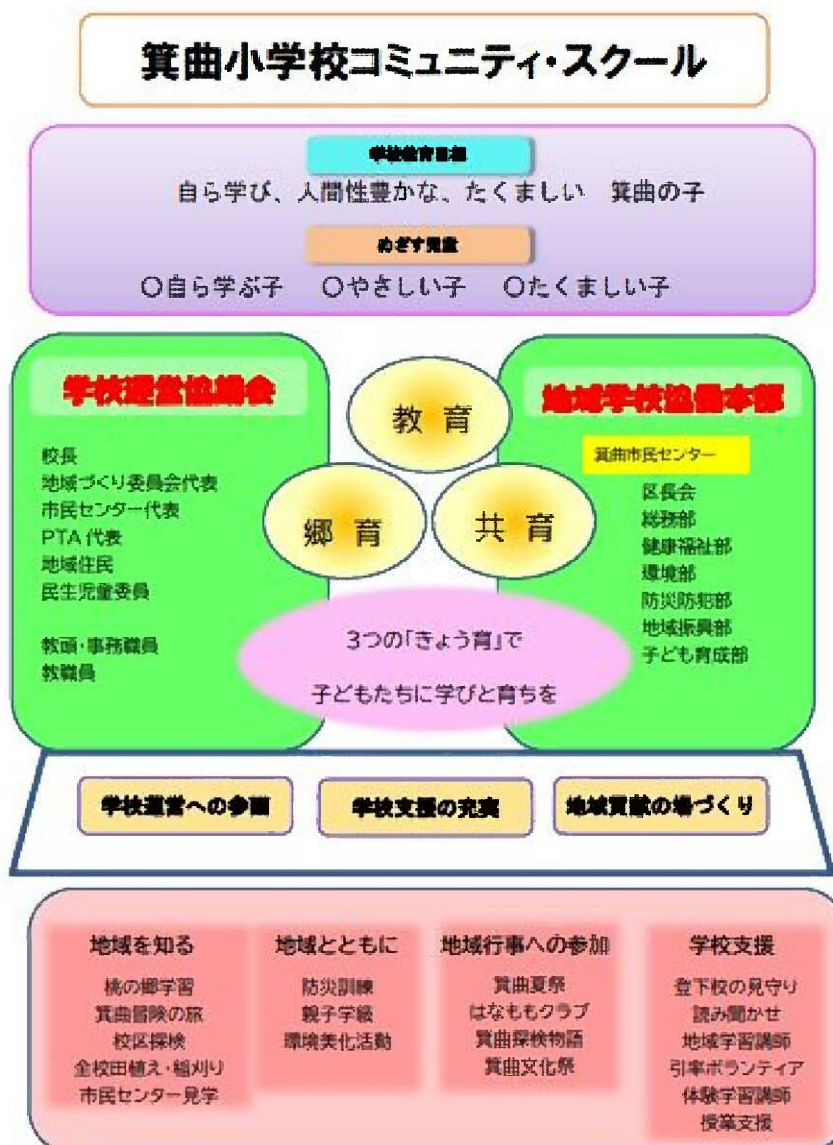 箕曲小学校コミュニティ・スクール
学校教育目標
自ら学び、人間性豊かな、たくましい　箕曲の子
めざす児童
〇自ら学ぶ子　〇やさしい子　〇たくましい子
学校運営協議会
校長
地域づくり委員会代表
市民センター代表
PTA 代表
地域住民
民生児童委員
教頭・事務職員
教職員
教 育
郷 育
共 育
3つの「きょう育」で
子どもたちに学びと育ちを
地域学校協働本部
箕曲市民センター
区長会
総務部
健康福祉部
環境部
防災防犯部
地域振興部
子ども育成部
学校運営への参画
学校支援の充実
地域貢献の場づくり
地域を知る
桃の郷学習
箕曲冒険の旅
校区探検
全校田植え・稲刈り
市民センター見学
地域とともに
防災訓練
親子学級
環境美化活動
地域行事への参加
箕曲夏祭
はなももクラブ
箕曲探検物語
箕曲文化祭
学校支援
登下校の見守り
読み聞かせ
地域学習講師
引率ボランティア
体験学習講師
授業支援